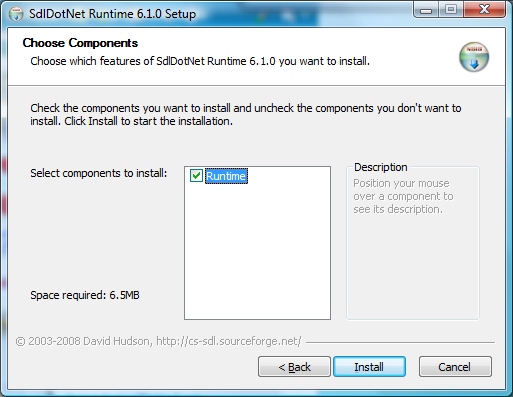 SdlDotNet Runtime 6.1.0 Setup
Choose Components
Choose which features of SdlDotNet Runtime 6.1.0 you want to install.
Check the components you want to install and uncheck the components you don't want to
install. Click Install to start the installation.
Select components to install:
Runtime
Description
Position your mouse
over a component to
see its description.
Space required: 6.5MB
© 2003-2008 David Hudson, http://cs-sdl.sourceforge.net/
< Back
Install
Cancel